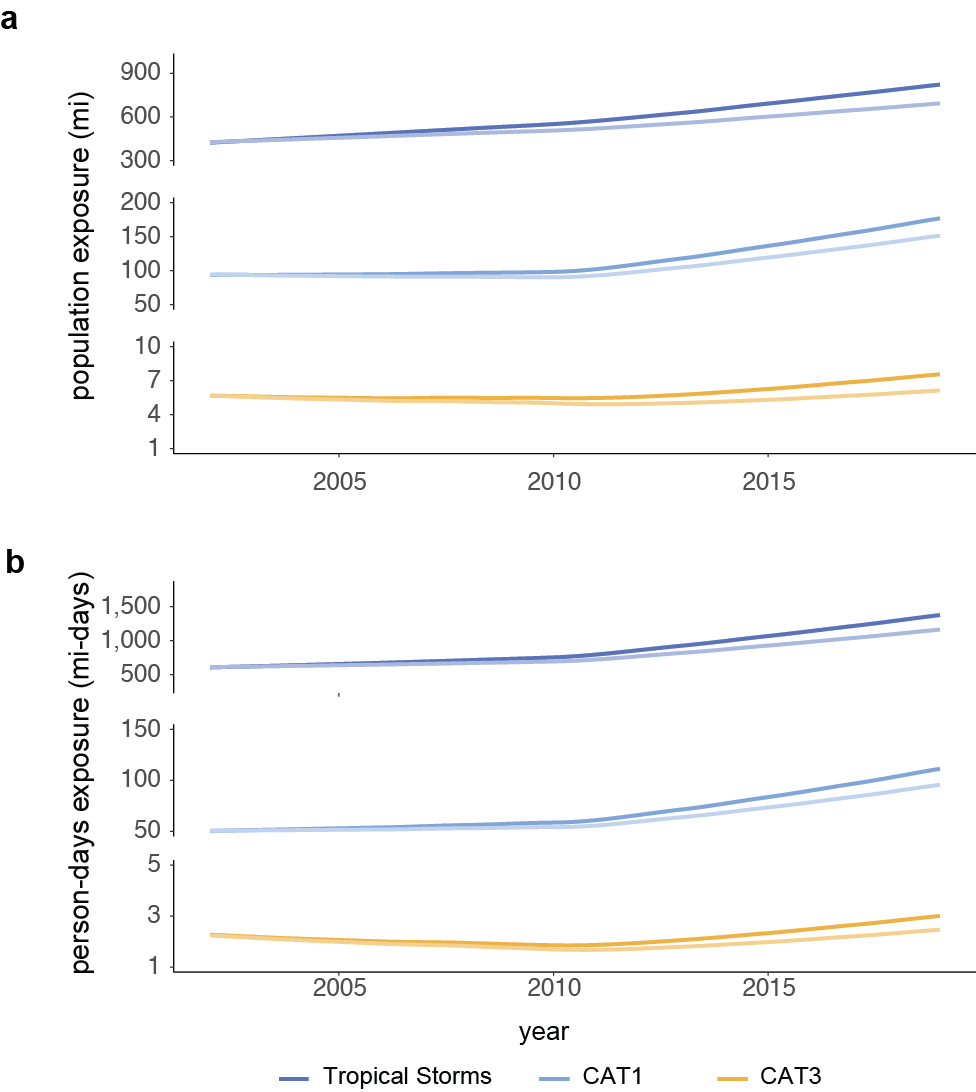 a
population exposure (mi)
900
600
300
200
150
100
50
10
7
4
1
2005 2010 2015
b
person-days exposure (mi-days)
1,500
1,000
500
150
100
50
5
3
1
2005 2010 2015
year
Tropical Storms CAT1 CAT3